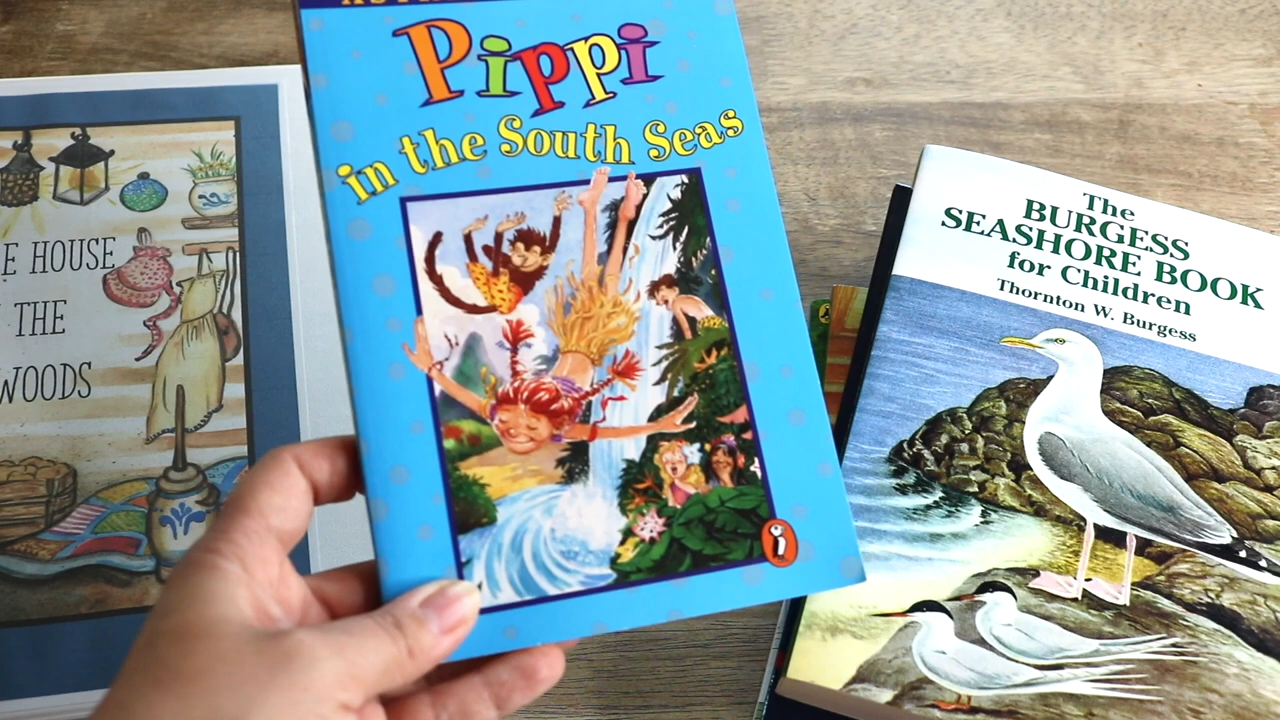 Pippi
in the South Seas
E HOUSE
THE
WOODS
The
BURGESS
SEASHORE BOOK
for Children
Thornton W. Burgess